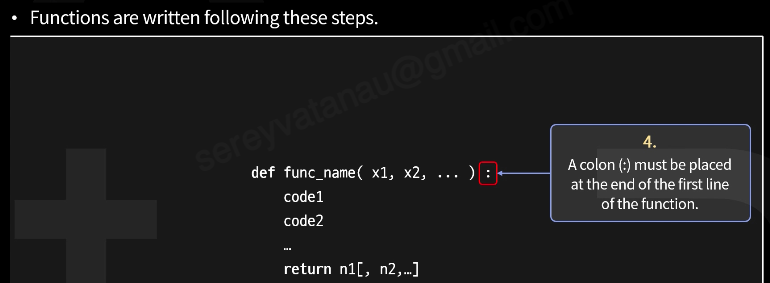 • Functions are written following these steps.
sereyvatanau@gmail.com
4.
A colon (:) must be placed
at the end of the first line
of the function.
def func_name( x1, x2, ... ) :
code1
code2
…
return n1[, n2,…]